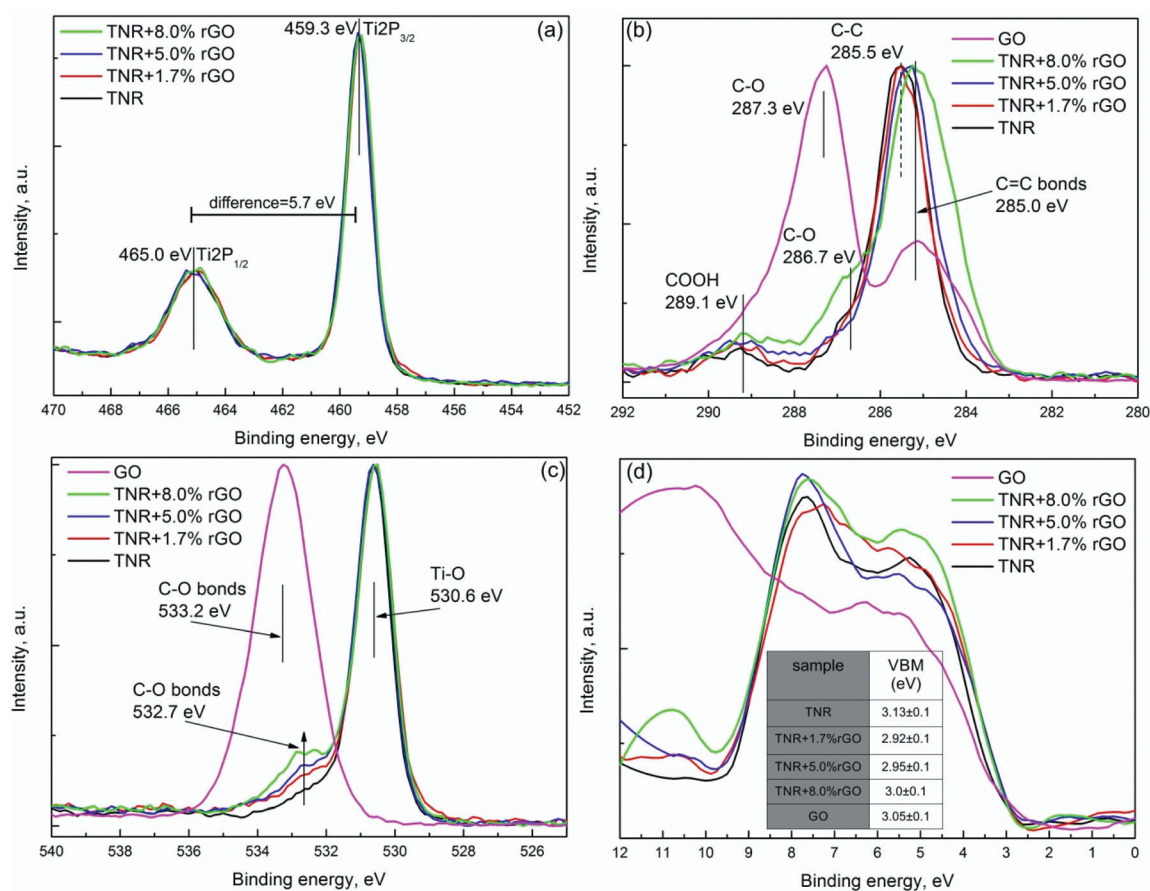 TNR+8.0% rGO
TNR+5.0% rGO
TNR+1.7% rGO
TNR
459.3 eV Ti2P3/2
(a)
difference=5.7 eV
465.0 eV Ti2P1/2
Intensity, a.u.
470 468 466 464 462 460 458 456 454 452
Binding energy, eV
(b)
C-C
285.5 eV
GO
TNR+8.0% rGO
TNR+5.0% rGO
TNR+1.7% rGO
TNR
C-O
287.3 eV
C=C bonds
285.0 eV
C-O
286.7 eV
COOH
289.1 eV
Intensity, a.u.
292 290 288 286 284 282 280
Binding energy, eV
(c)
GO
TNR+8.0% rGO
TNR+5.0% rGO
TNR+1.7% rGO
TNR
C-O bonds
533.2 eV
Ti-O
530.6 eV
C-O bonds
532.7 eV
Intensity, a.u.
540 538 536 534 532 530 528 526
Binding energy, eV
(d)
GO
TNR+8.0% rGO
TNR+5.0% rGO
TNR+1.7% rGO
TNR
sample VBM
(eV)
TNR 3.13±0.1
TNR+1.7%rGO 2.92±0.1
TNR+5.0%rGO 2.95±0.1
TNR+8.0%rGO 3.0±0.1
GO 3.05±0.1
Intensity, a.u.
12 11 10 9 8 7 6 5 4 3 2 1 0
Binding energy, eV